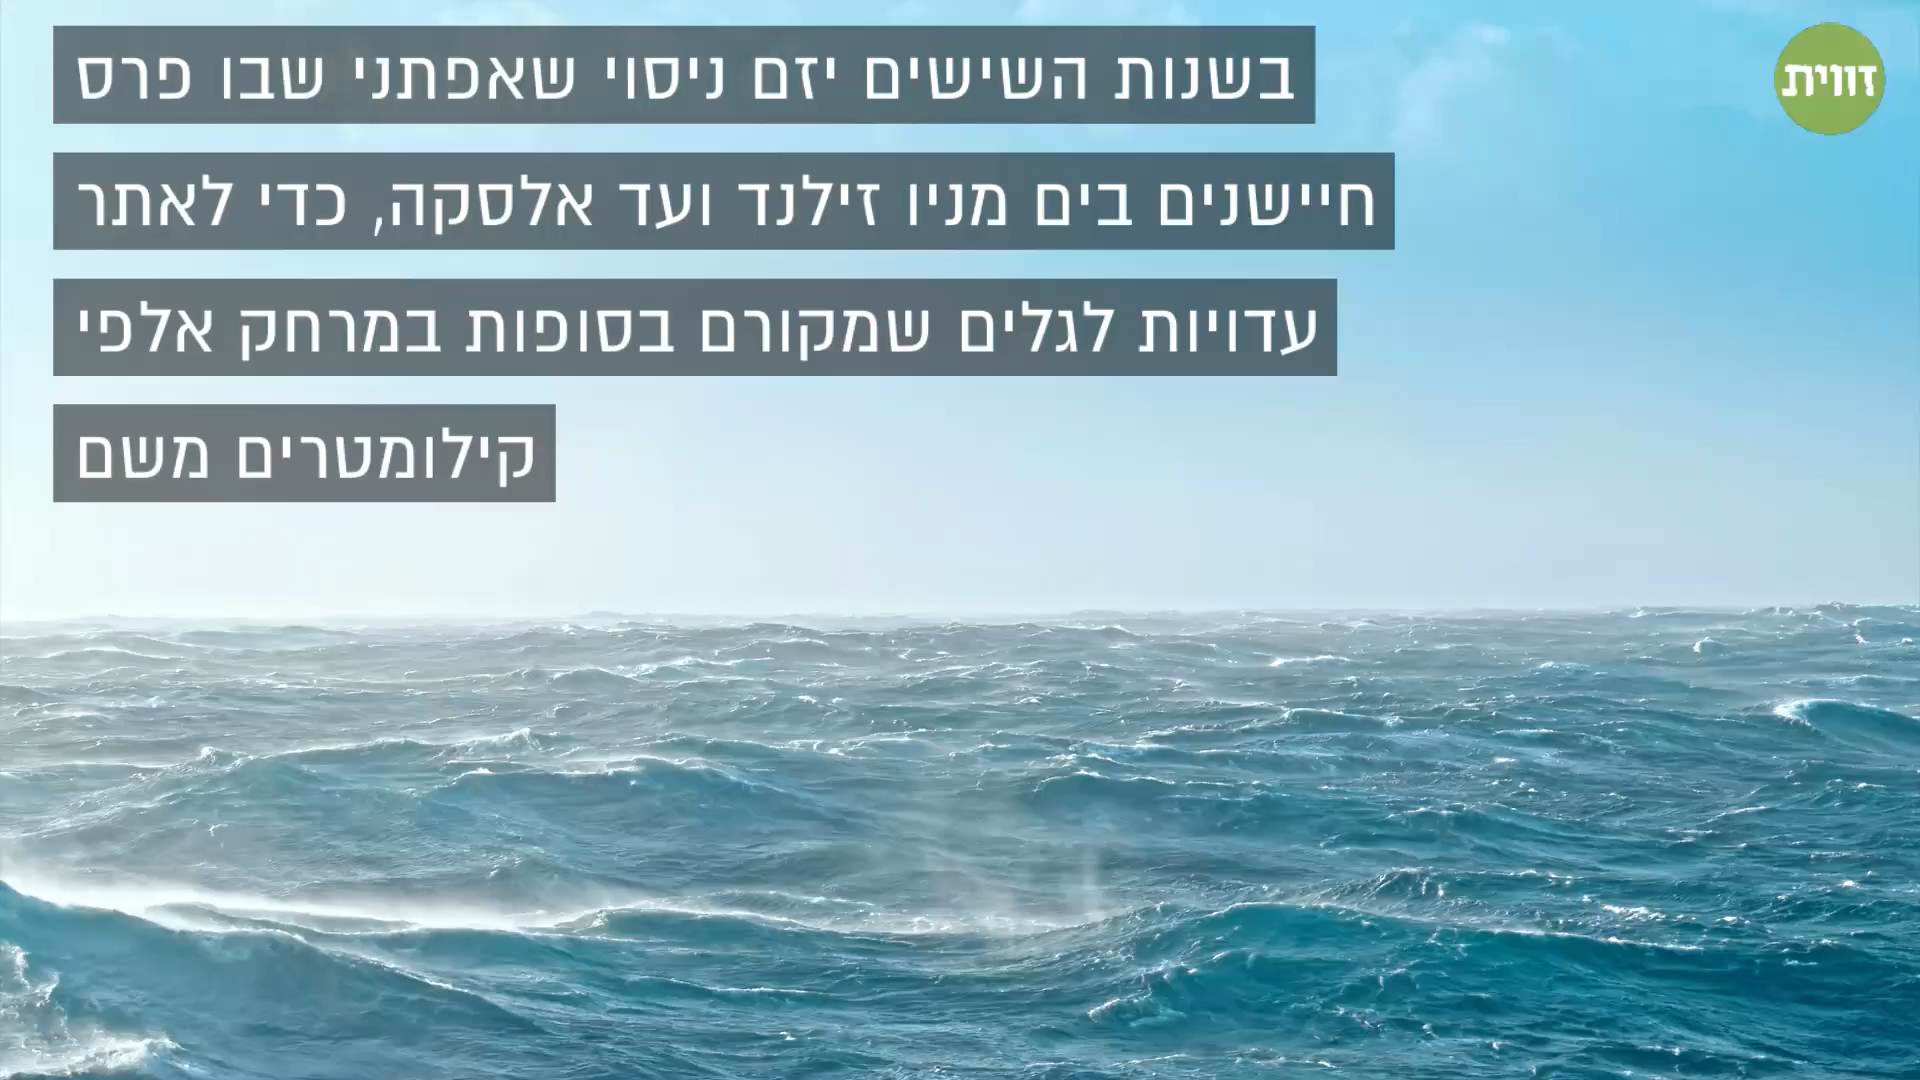 בשנות השישים יזם ניסוי שאפתני שבו פרס
חיישנים בים מניו זילנד ועד אלסקה, כדי לאתר
עדויות לגלים שמקורם בסופות במרחק אלפי
קילומטרים משם
זווית